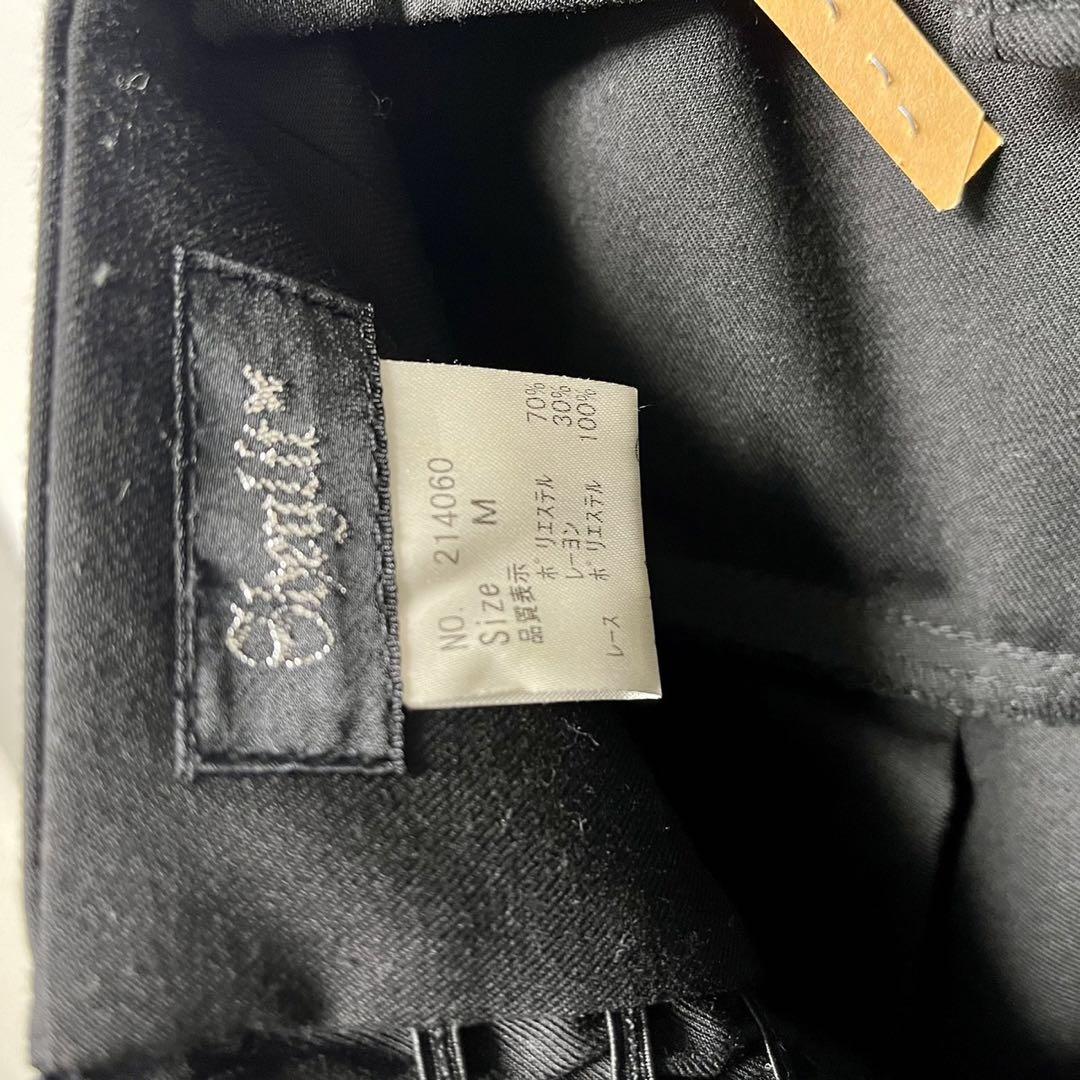 NO. 214060
Size M
品質表示
ポリエステル 70%
レーヨン 30%
レース ポリエステル 100%